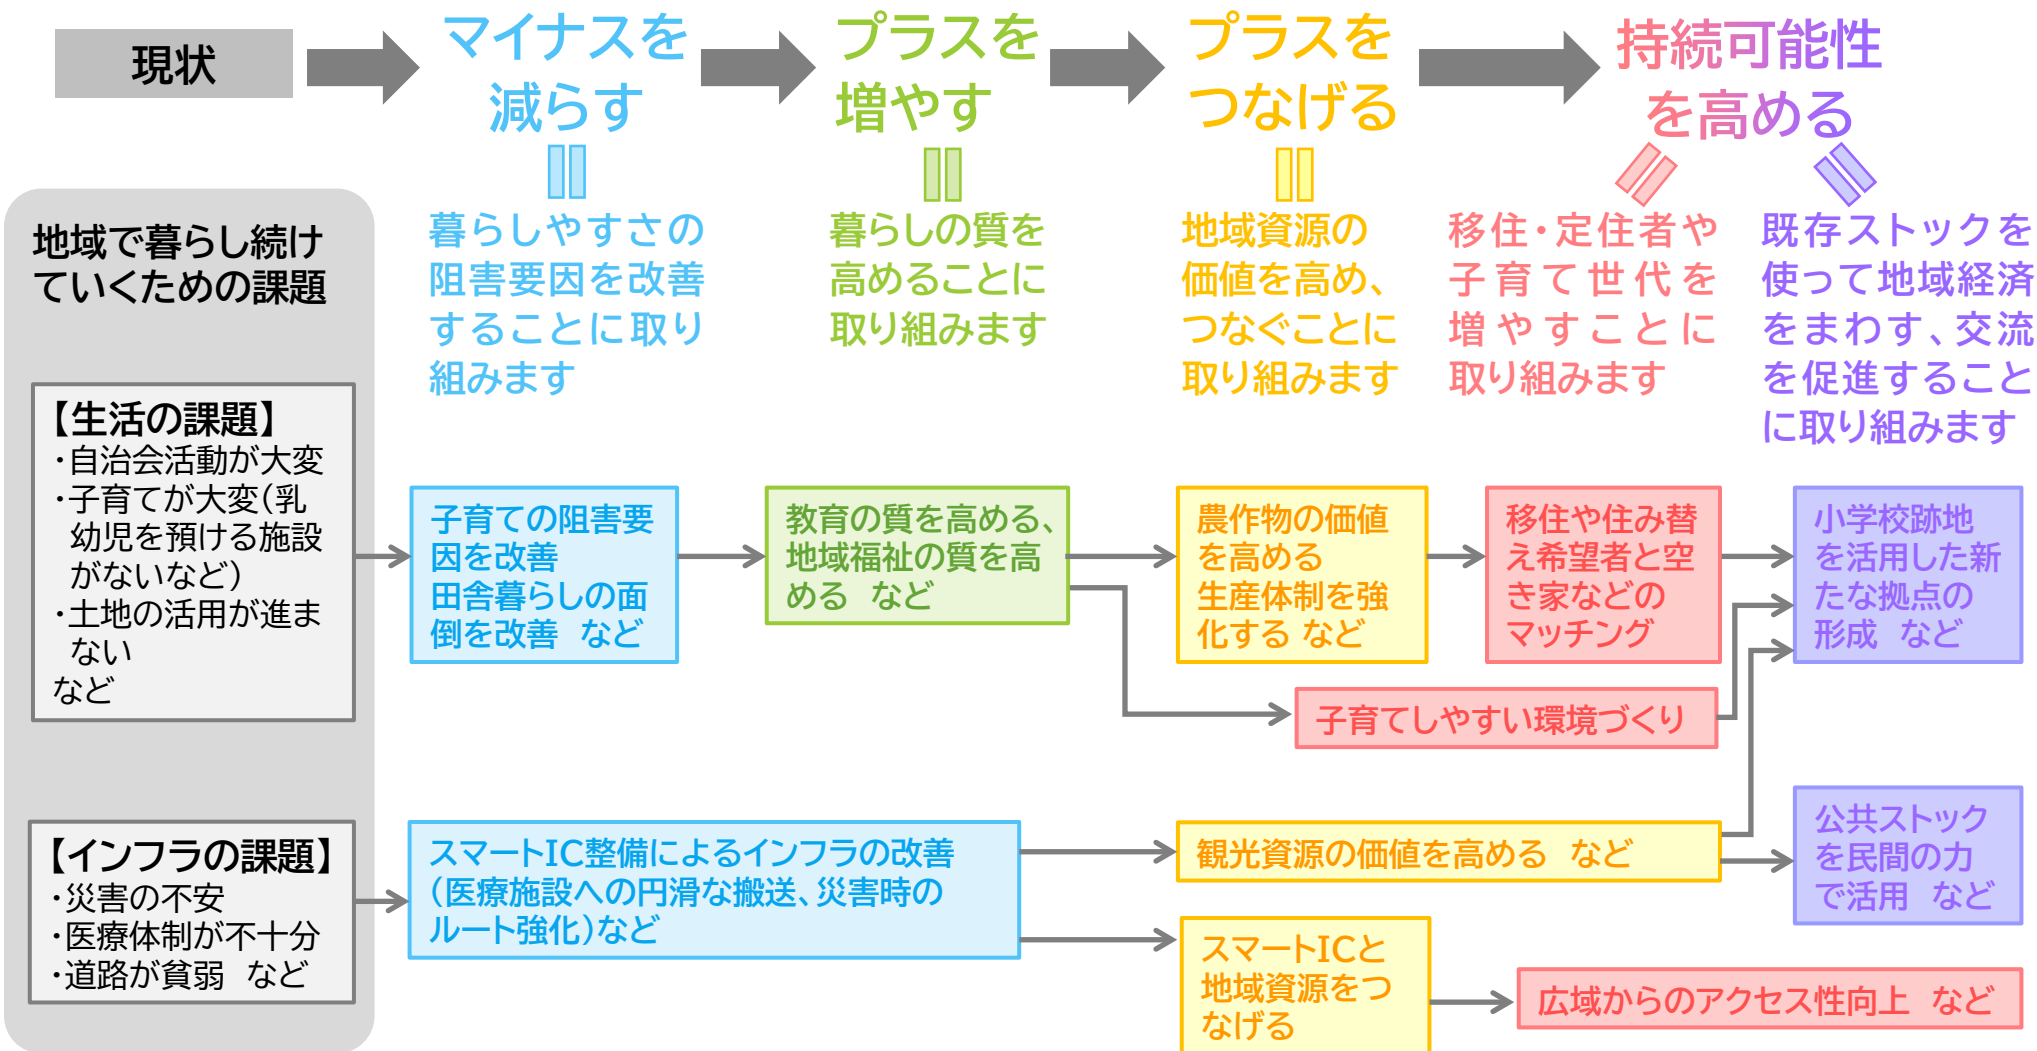 現状
マイナスを
減らす
プラスを
増やす
プラスを
つなげる
持続可能性
を高める
地域で暮らし続け
ていくための課題
暮らしやすさの
阻害要因を改善
することに取り
組みます
暮らしの質を
高めることに
取り組みます
地域資源の
価値を高め、
つなぐことに
取り組みます
移住・定住者や
子育て世代を
増やすことに
取り組みます
既存ストックを
使って地域経済
をまわす、交流
を促進すること
に取り組みます
【生活の課題】
・自治会活動が大変
・子育てが大変(乳
幼児を預ける施設
がないなど)
・土地の活用が進ま
ない
など
子育ての阻害要
因を改善
田舎暮らしの面
倒を改善 など
教育の質を高める、
地域福祉の質を高
める など
農作物の価値
を高める
生産体制を強
化する など
移住や住み替
え希望者と空
き家などの
マッチング
小学校跡地
を活用した新
たな拠点の
形成 など
子育てしやすい環境づくり
【インフラの課題】
・災害の不安
・医療体制が不十分
・道路が貧弱 など
スマートIC整備によるインフラの改善
(医療施設への円滑な搬送、災害時の
ルート強化)など
観光資源の価値を高める など
公共ストック
を民間の力
で活用 など
スマートICと
地域資源をつ
なげる
広域からのアクセス性向上 など